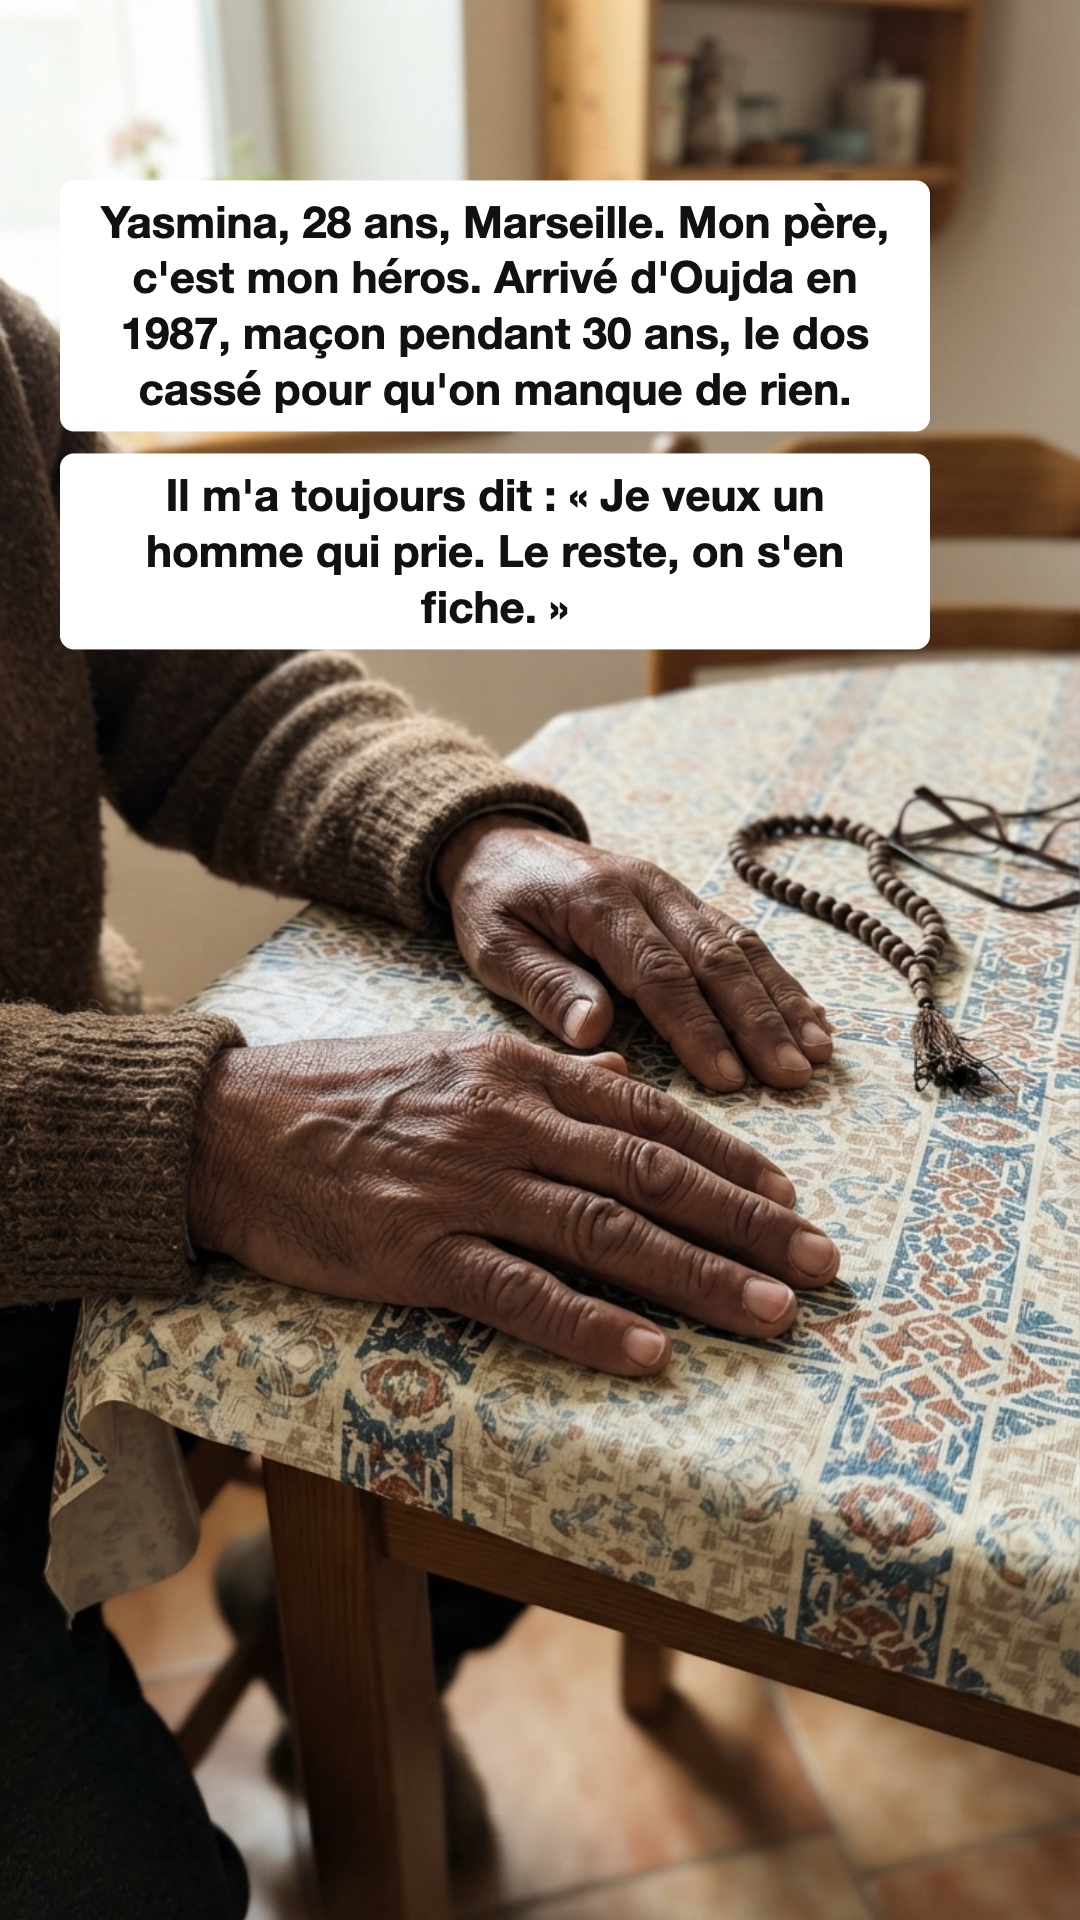 Yasmina, 28 ans, Marseille. Mon père,
c'est mon héros. Arrivé d'Oujda en
1987, maçon pendant 30 ans, le dos
cassé pour qu'on manque de rien.
Il m'a toujours dit : « Je veux un
homme qui prie. Le reste, on s'en
fiche. »